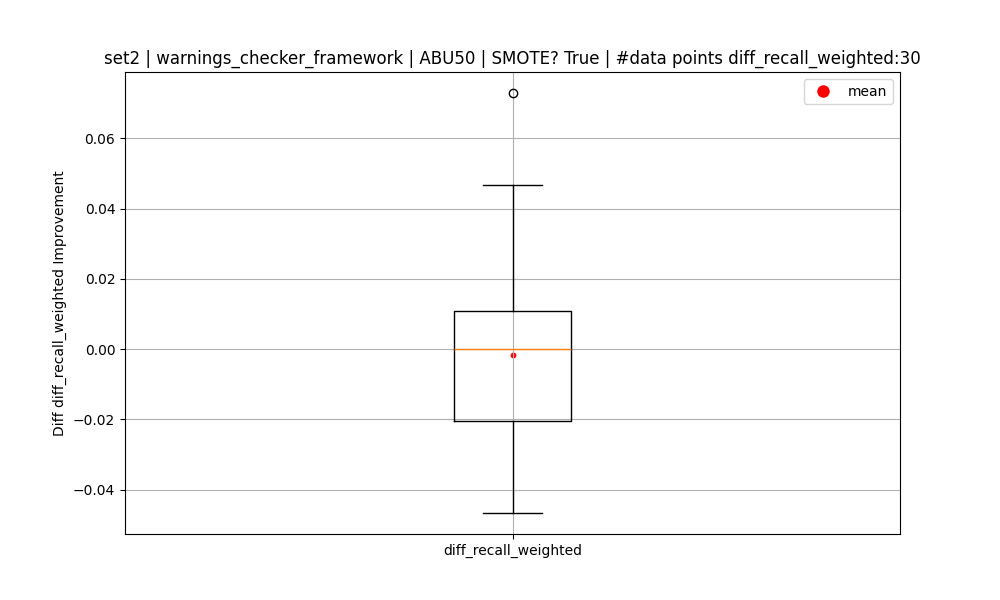 set2 | warnings_checker_framework | ABU50 | SMOTE? True | #data points diff_recall_weighted:30
mean
Diff diff_recall_weighted Improvement
0.06
0.04
0.02
0.00
−0.02
−0.04
diff_recall_weighted